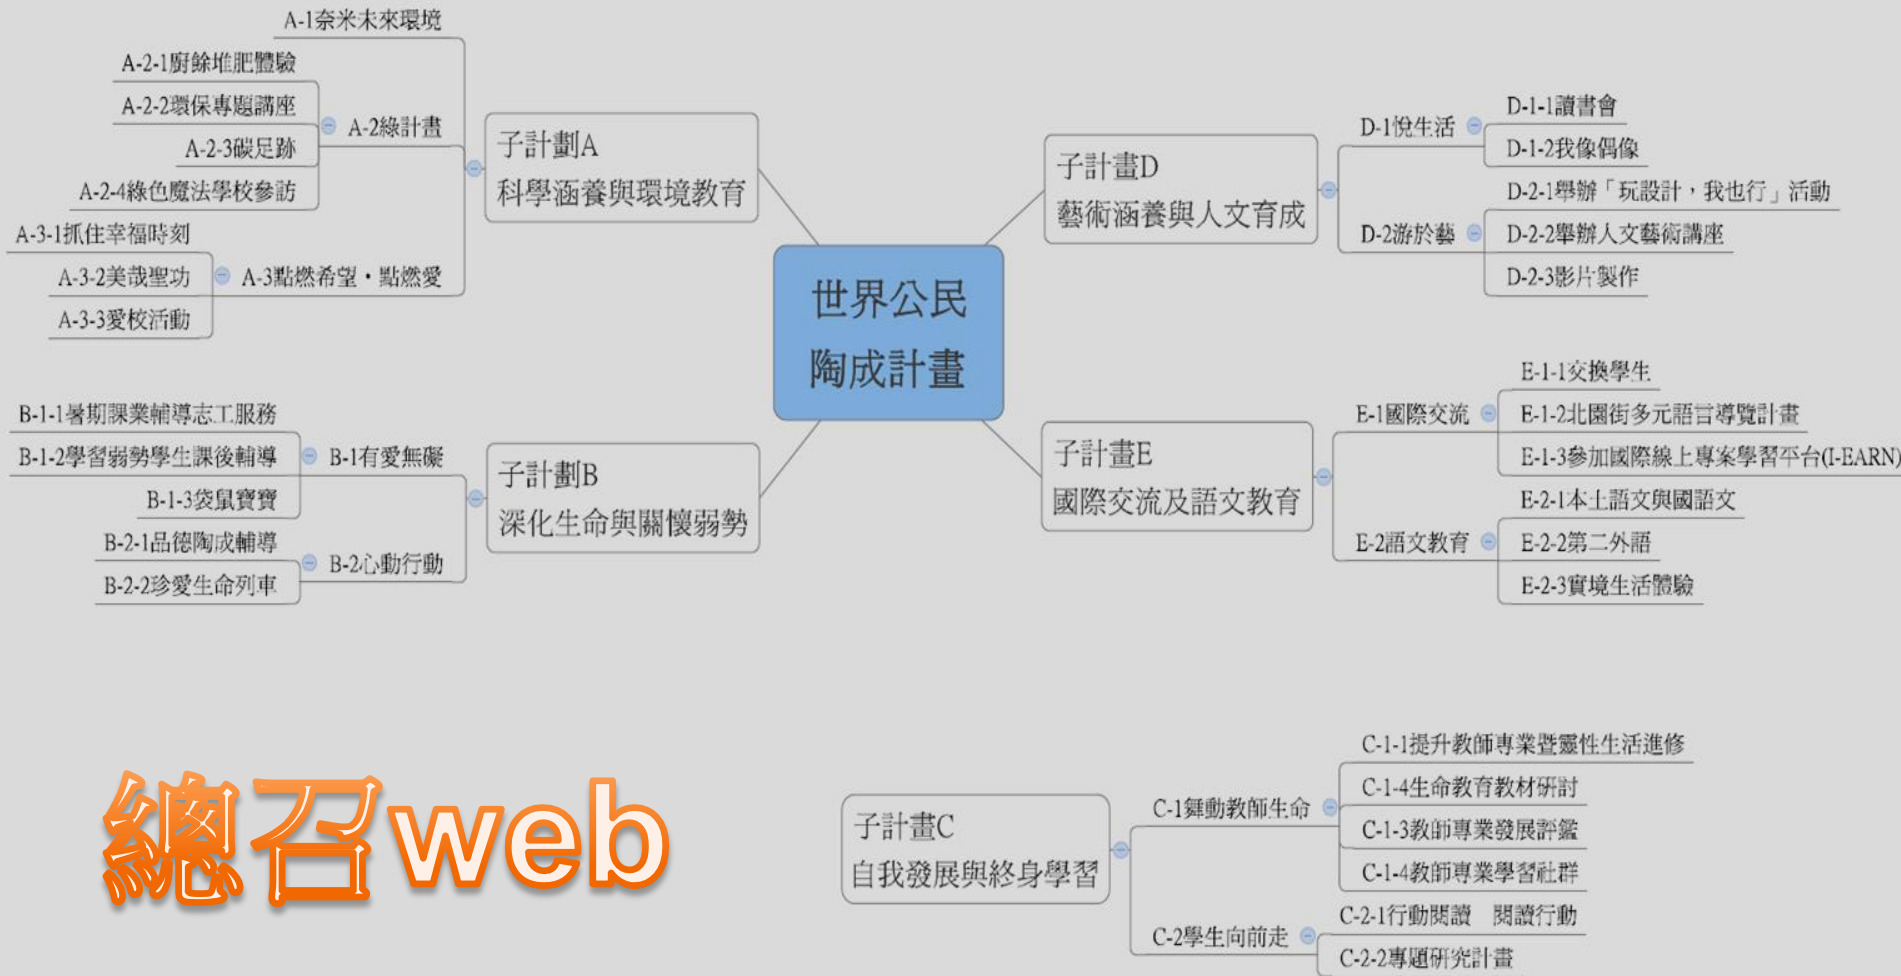 世界公民
陶成計畫
子計劃A
科學涵養與環境教育
A-1奈米未來環境
A-2綠計畫
A-2-1廚餘堆肥體驗
A-2-2環保專題講座
A-2-3碳足跡
A-2-4綠色魔法學校參訪
A-3點燃希望・點燃愛
A-3-1抓住幸福時刻
A-3-2美哉聖功
A-3-3愛校活動
子計劃B
深化生命與關懷弱勢
B-1有愛無礙
B-1-1暑期課業輔導志工服務
B-1-2學習弱勢學生課後輔導
B-1-3袋鼠寶寶
B-2心動行動
B-2-1品德陶成輔導
B-2-2珍愛生命列車
子計畫D
藝術涵養與人文育成
D-1悅生活
D-1-1讀書會
D-1-2我像偶像
D-2游於藝
D-2-1舉辦「玩設計，我也行」活動
D-2-2舉辦人文藝術講座
D-2-3影片製作
子計畫E
國際交流及語文教育
E-1國際交流
E-1-1交換學生
E-1-2北園街多元語言導覽計畫
E-1-3參加國際線上專案學習平台(I-EARN)
E-2語文教育
E-2-1本土語文與國語文
E-2-2第二外語
E-2-3實境生活體驗
子計畫C
自我發展與終身學習
C-1舞動教師生命
C-1-1提升教師專業暨靈性生活進修
C-1-4生命教育教材研討
C-1-3教師專業發展評鑑
C-1-4教師專業學習社群
C-2學生向前走
C-2-1行動閱讀　閱讀行動
C-2-2專題研究計畫
總召web